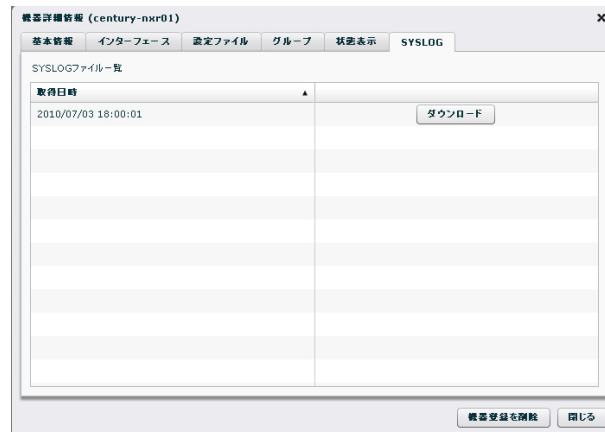 機器詳細情報 (century-nxr01)
基本情報 インターフェース 設定ファイル グループ 状態表示 SYSLOG
SYSLOGファイル一覧
取得日時 ▲
2010/07/03 18:00:01 ダウンロード
機器登録を削除 閉じる